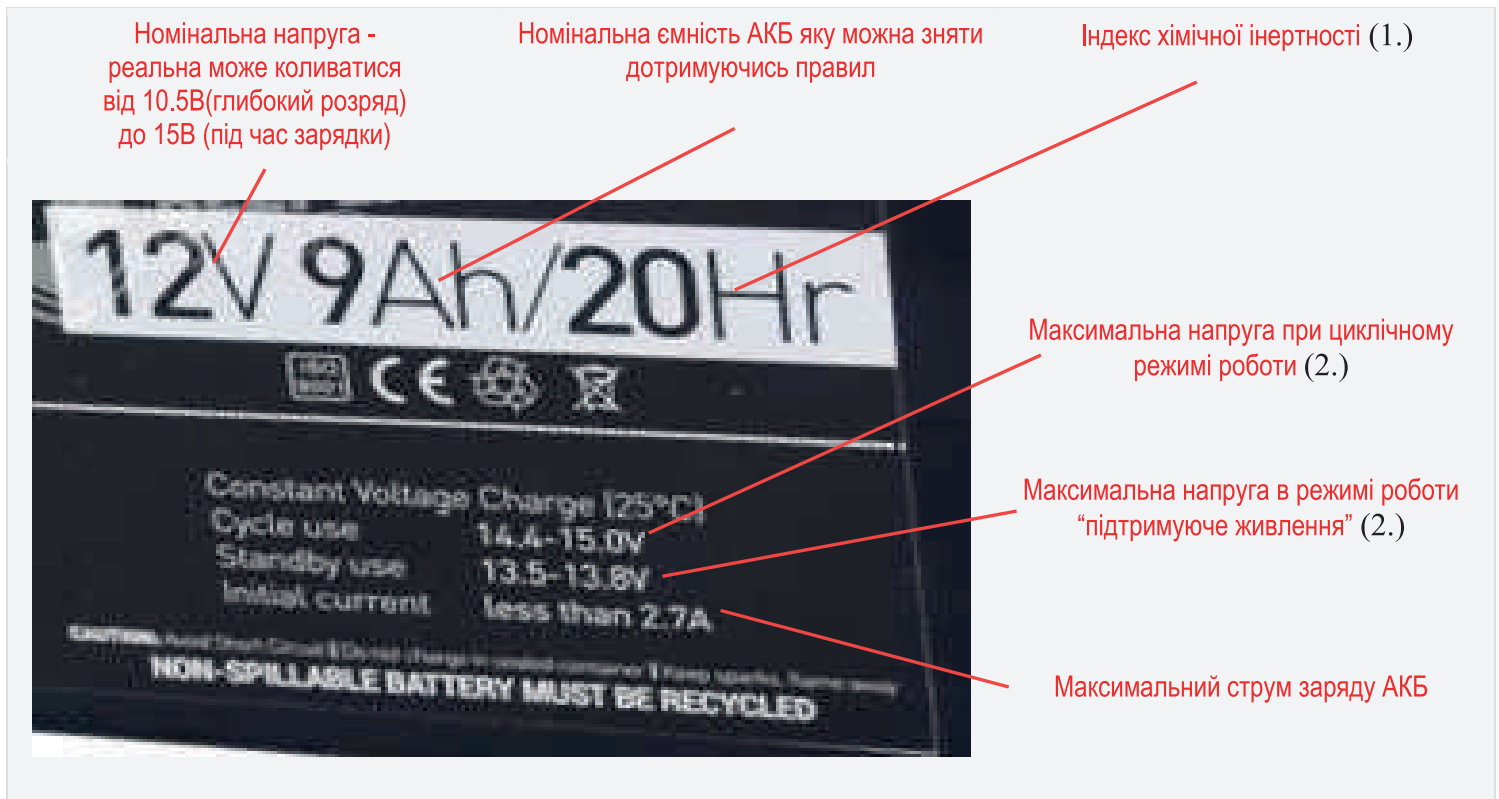 Номінальна напруга -
реальна може коливатися
від 10.5В(глибокий розряд)
до 15В (під час зарядки)
Номінальна ємність АКБ яку можна зняти
дотримуючись правил
Індекс хімічної інертності (1.)
12V 9Ah/20Hr
Максимальна напруга при циклічному
режимі роботи (2.)
Constant Voltage Charge (25°C)
Cycle use 14.4-15.0V
Standby use 13.5-13.8V
Initial current less than 2.7A
Максимальна напруга в режимі роботи
“підтримуюче живлення” (2.)
CAUTION:
NON-SPILLABLE BATTERY MUST BE RECYCLED
Максимальний струм заряду АКБ